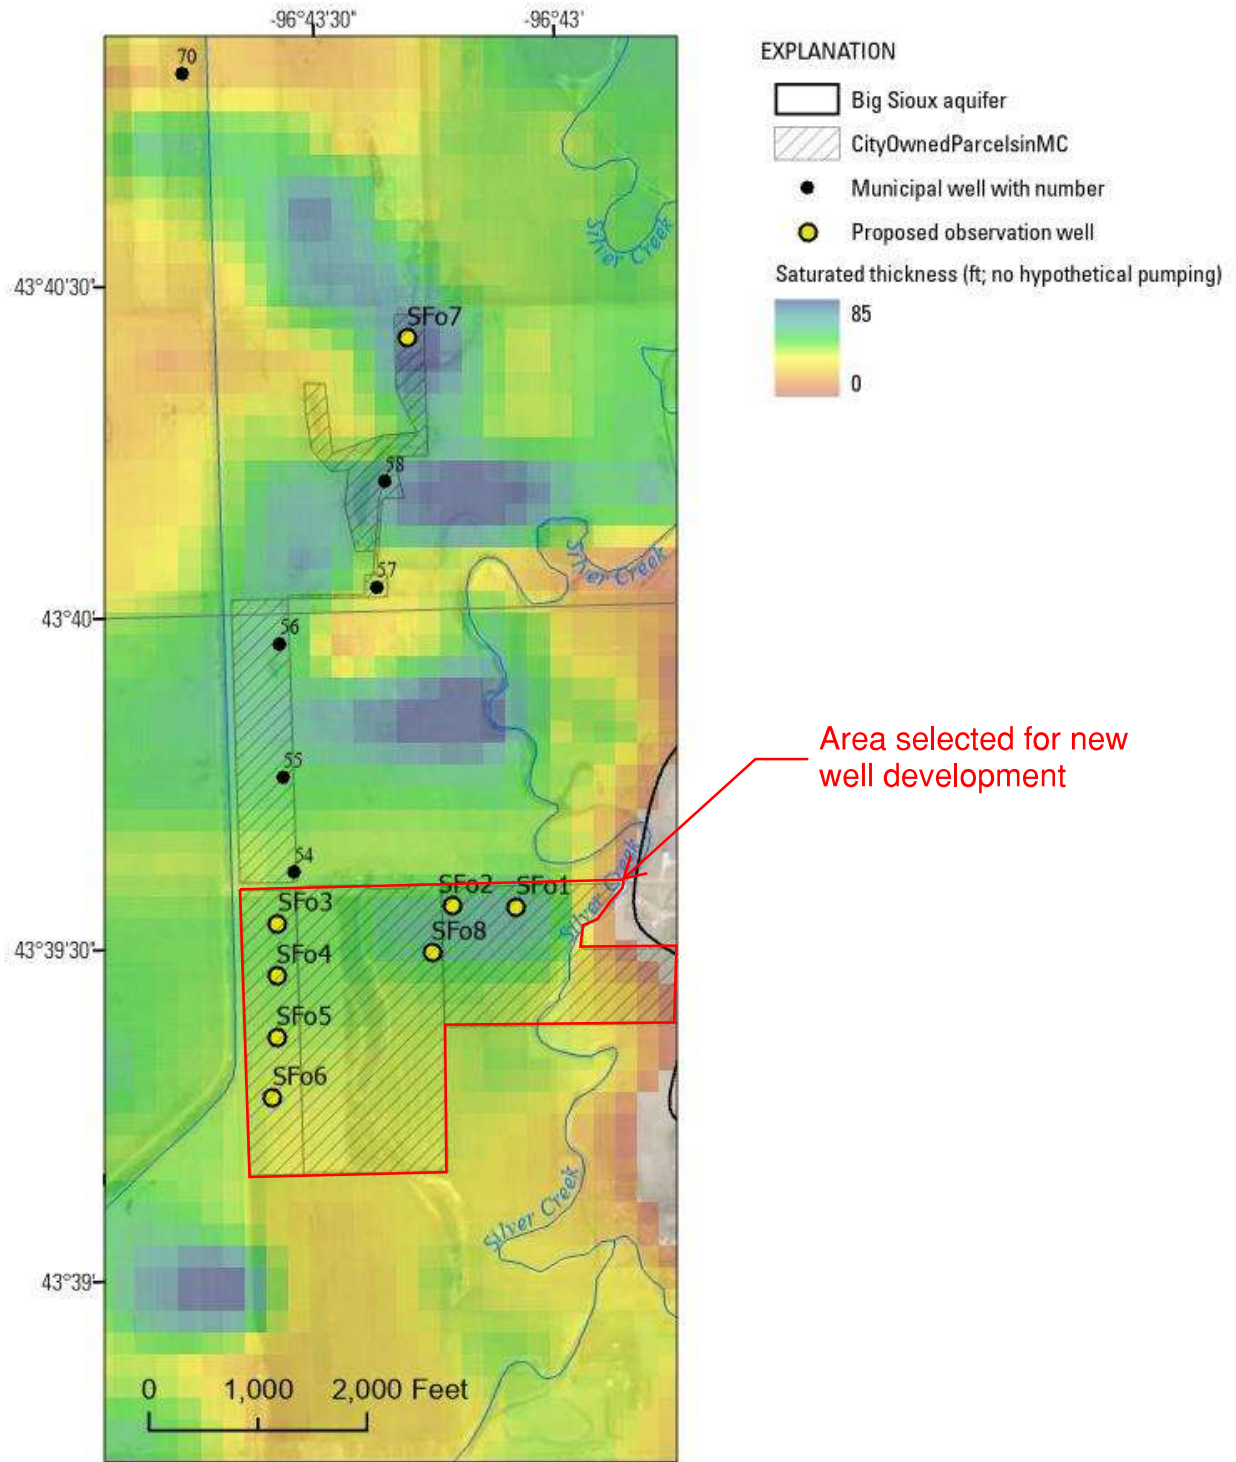 -96°43'30"
-96°43'
70
Silver Creek
43°40'30"
SFo7
58
Silver Creek
57
43°40'
56
55
54
Silver Creek
SFo2
SFo1
SFo3
SFo8
43°39'30"
SFo4
SFo5
SFo6
Silver Creek
43°39'
0
1,000
2,000 Feet
EXPLANATION
Big Sioux aquifer
CityOwnedParcelsinMC
Municipal well with number
Proposed observation well
Saturated thickness (ft; no hypothetical pumping)
85
0
Area selected for new
well development